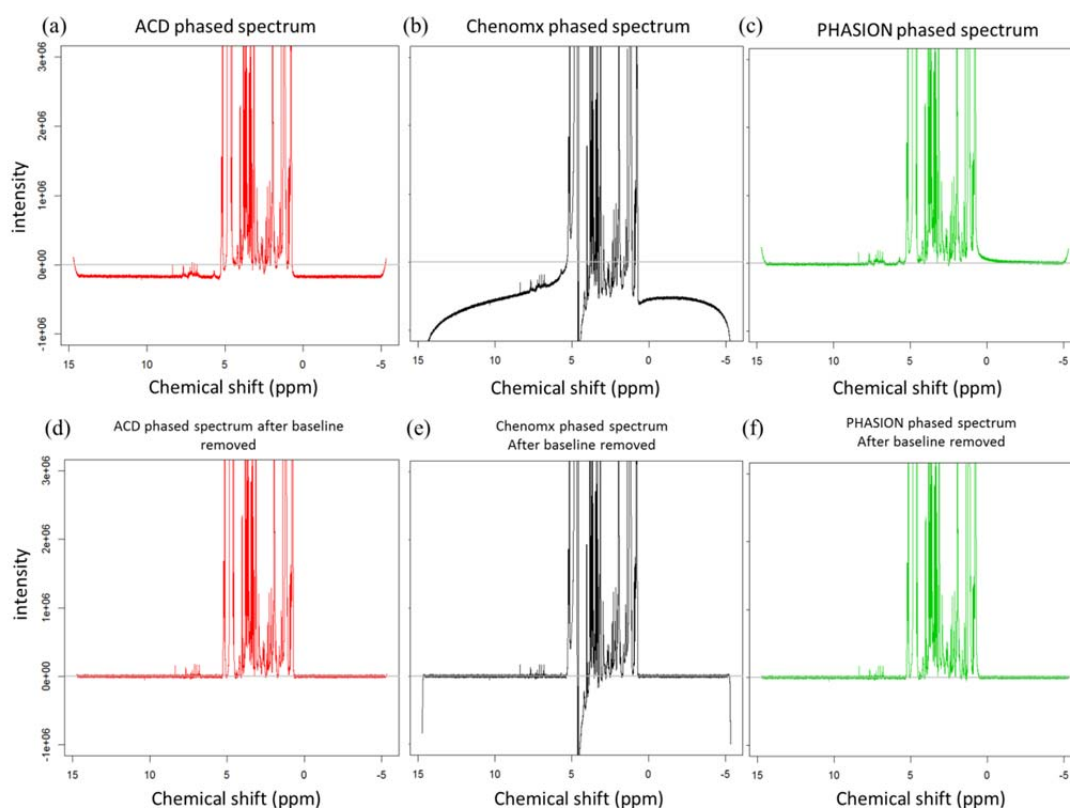 (a)
ACD phased spectrum
(b)
Chenomx phased spectrum
(c)
PHASION phased spectrum
intensity
3e+06
2e+06
1e+06
0e+00
-1e+06
15 10 5 0 -5
15 10 5 0 -5
15 10 5 0 -5
Chemical shift (ppm)
Chemical shift (ppm)
Chemical shift (ppm)
(d)
ACD phased spectrum after baseline
removed
(e)
Chenomx phased spectrum
After baseline removed
(f)
PHASION phased spectrum
After baseline removed
intensity
3e+06
2e+06
1e+06
0e+00
-1e+06
15 10 5 0 -5
15 10 5 0 -5
15 10 5 0 -5
Chemical shift (ppm)
Chemical shift (ppm)
Chemical shift (ppm)